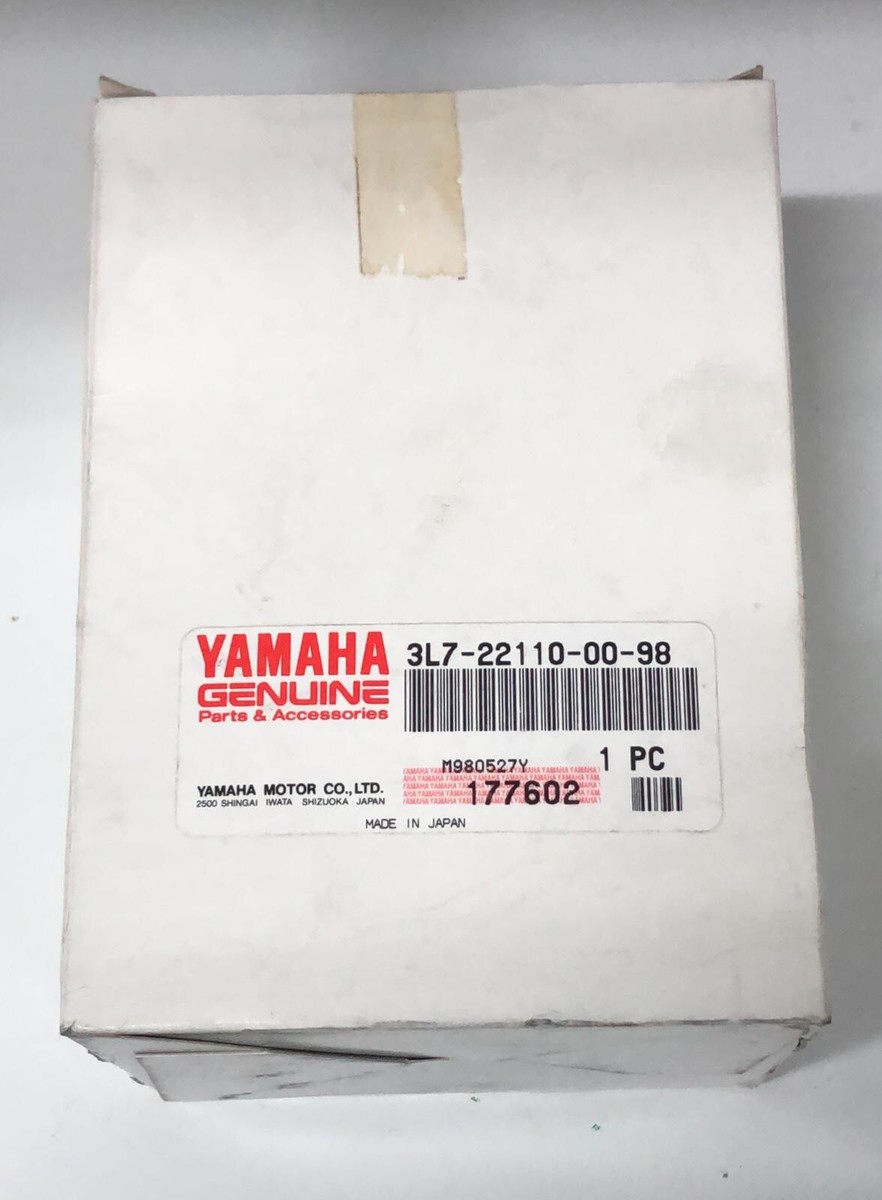 YAMAHA
GENUINE
Parts & Accessories
3L7-22110-00-98
M980527Y
1 PC
177602
YAMAHA MOTOR CO.,LTD.
2500 SHINGAI IWATA SHIZUOKA JAPAN
MADE IN JAPAN